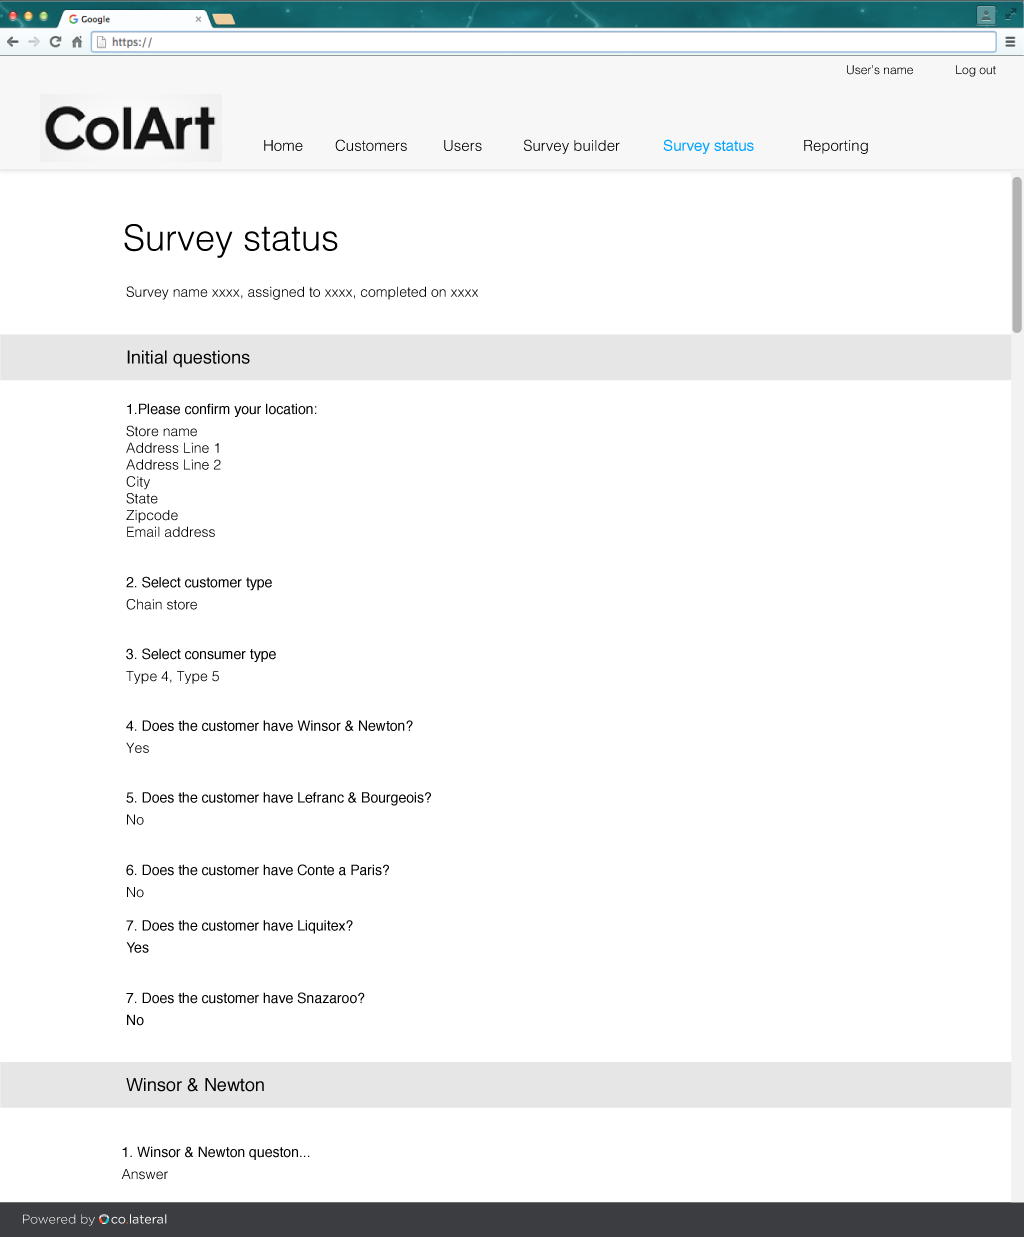 Google
https://
User's name Log out
ColArt
Home Customers Users Survey builder Survey status Reporting
Survey status
Survey name xxxx, assigned to xxxx, completed on xxxx
Initial questions
1.Please confirm your location:
Store name
Address Line 1
Address Line 2
City
State
Zipcode
Email address
2. Select customer type
Chain store
3. Select consumer type
Type 4, Type 5
4. Does the customer have Winsor & Newton?
Yes
5. Does the customer have Lefranc & Bourgeois?
No
6. Does the customer have Conte a Paris?
No
7. Does the customer have Liquitex?
Yes
7. Does the customer have Snazaroo?
No
Winsor & Newton
1. Winsor & Newton queston...
Answer
Powered by co.lateral